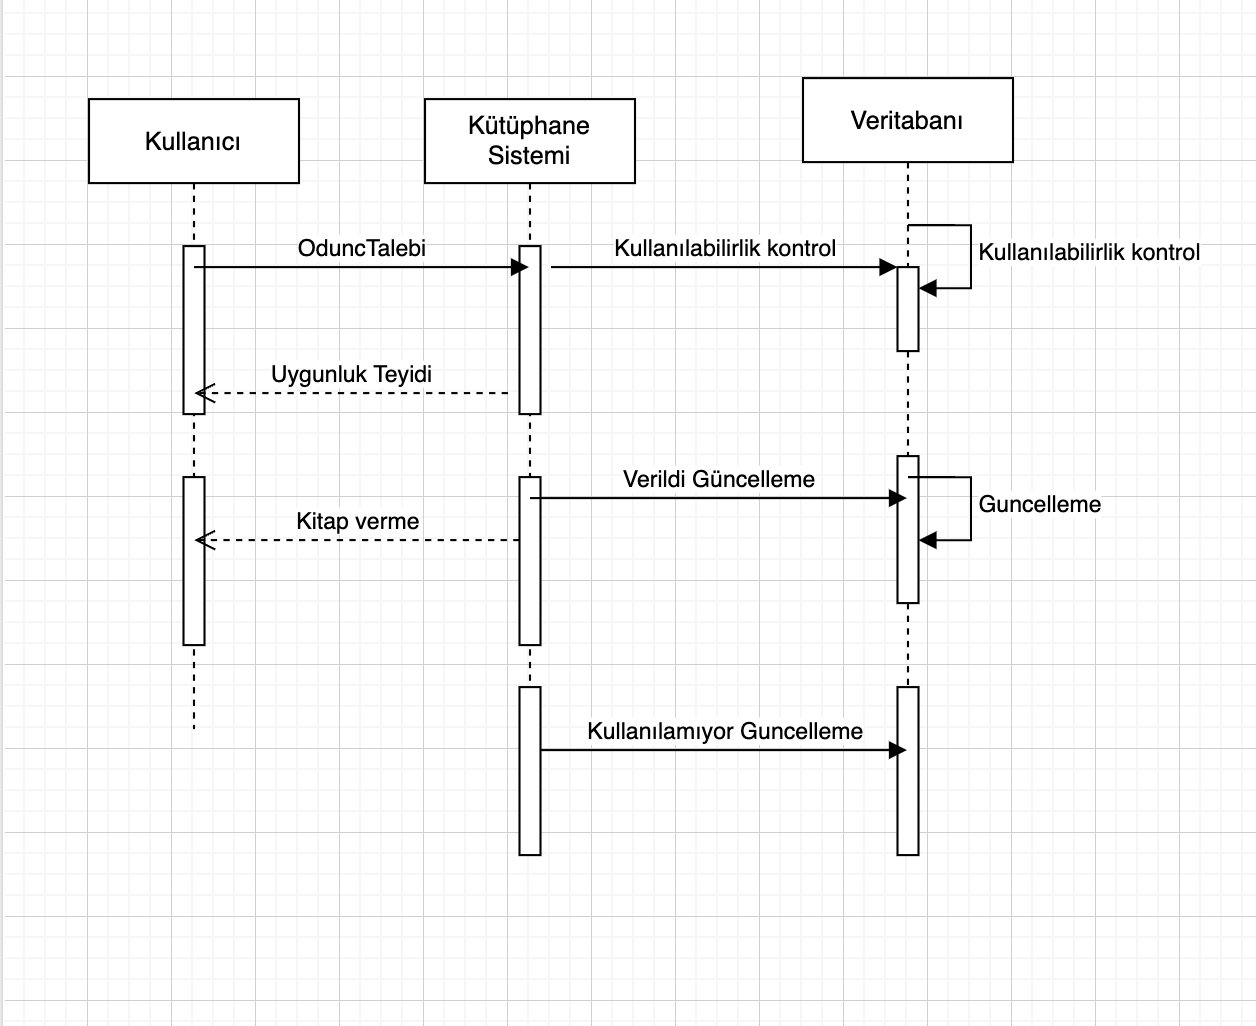 Kullanıcı
Kütüphane
Sistemi
Veritabanı
OduncTalebi
Kullanılabilirlik kontrol
Kullanılabilirlik kontrol
Uygunluk Teyidi
Verildi Güncelleme
Guncelleme
Kitap verme
Kullanılamıyor Guncelleme